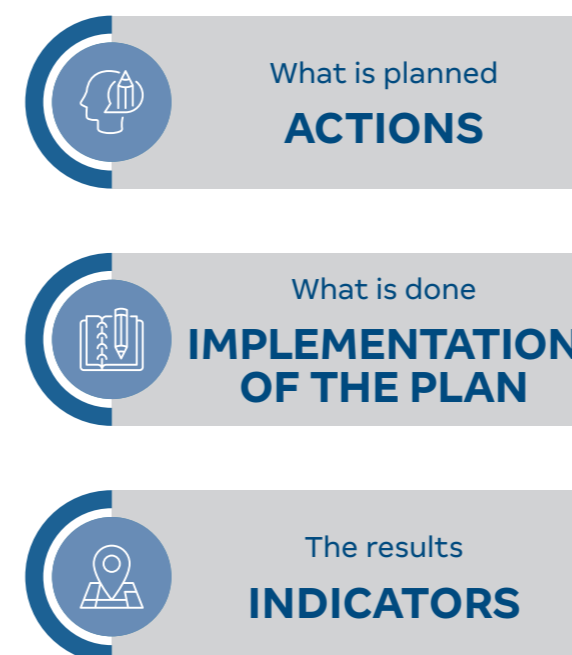 What is planned
ACTIONS
What is done
IMPLEMENTATION
OF THE PLAN
The results
INDICATORS